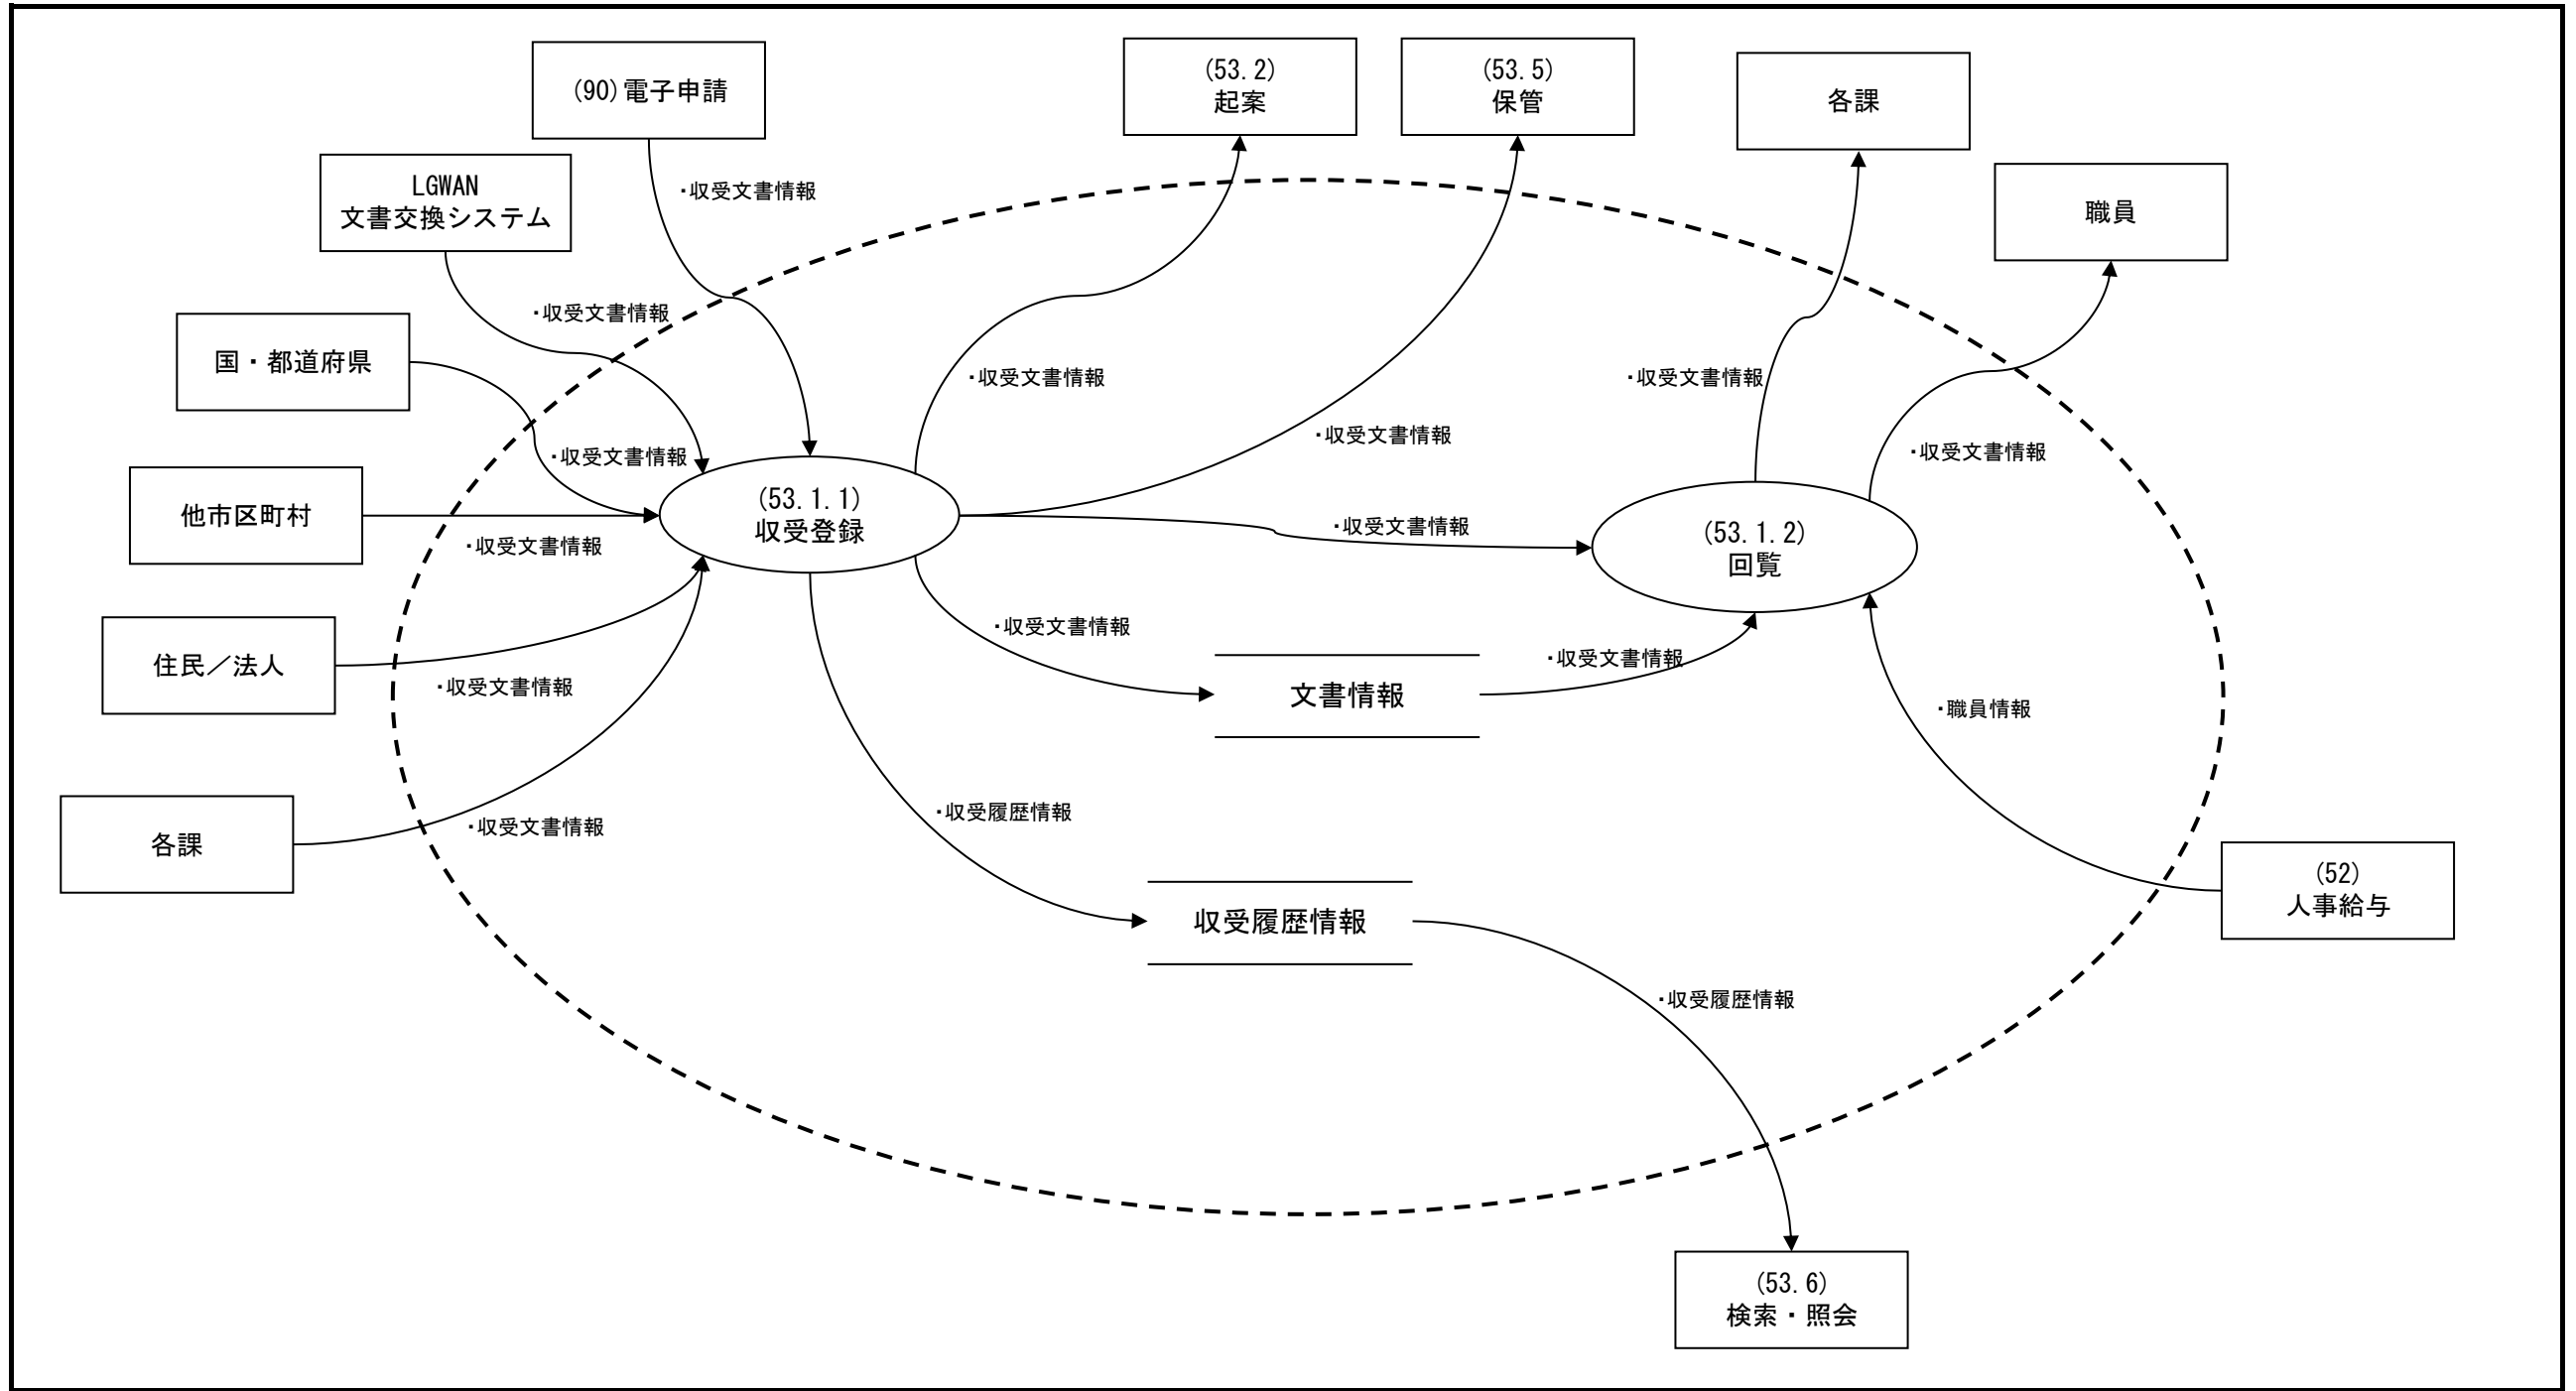 (90)電子申請
(53.2)
起案
(53.5)
保管
各課
LGWAN
文書交換システム
・収受文書情報
職員
・収受文書情報
国・都道府県
・収受文書情報
・収受文書情報
・収受文書情報
・収受文書情報
・収受文書情報
他市区町村
(53.1.1)
収受登録
・収受文書情報
(53.1.2)
回覧
・収受文書情報
住民／法人
・収受文書情報
・収受文書情報
・収受文書情報
文書情報
・職員情報
各課
・収受文書情報
・収受履歴情報
(52)
人事給与
収受履歴情報
・収受履歴情報
(53.6)
検索・照会